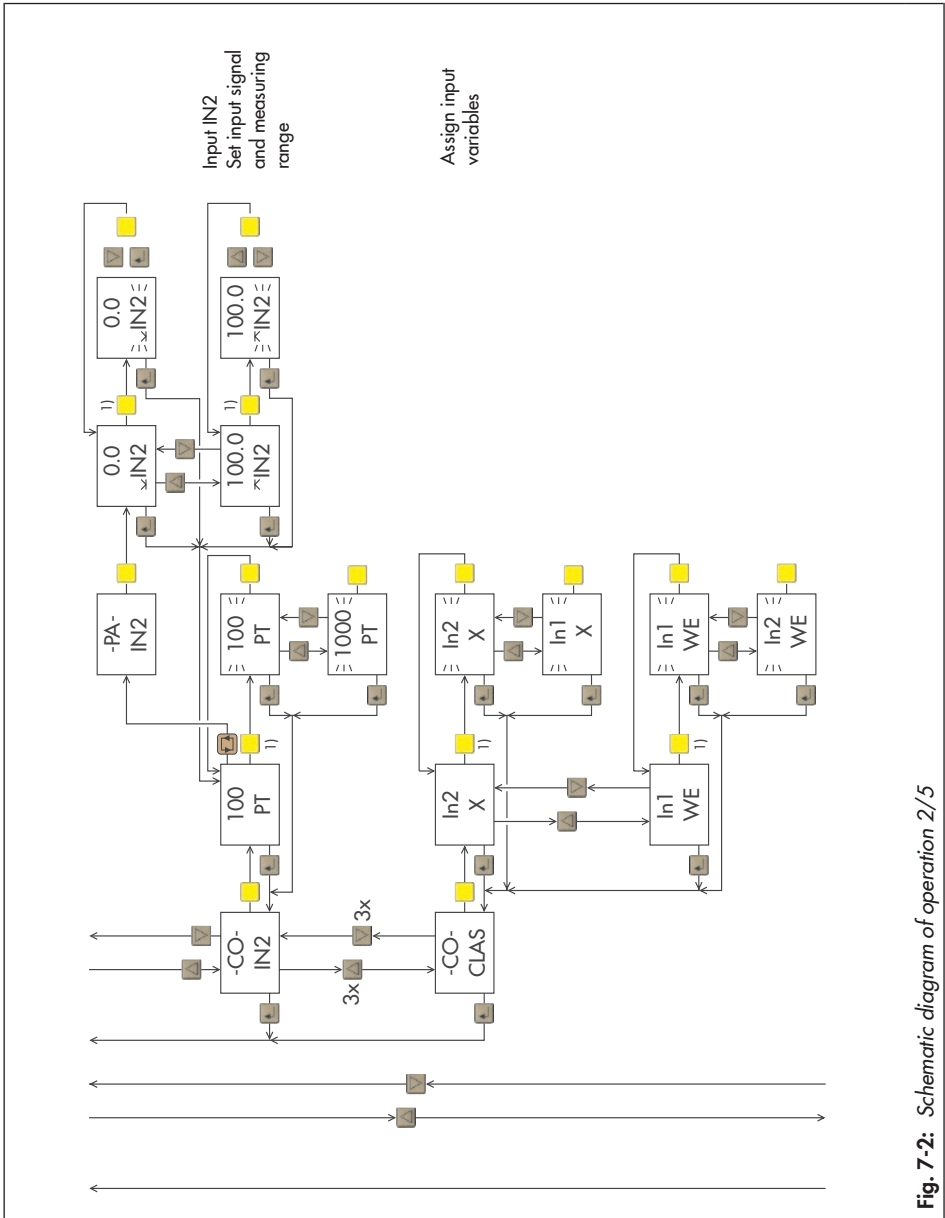 -PA-
IN2
0.0
⇱IN2
1)
0.0
⇱IN2
Input IN2
Set input signal
and measuring
range
-CO-
IN2
100
PT
1)
100
PT
1000
PT
100.0
IN2
1)
100.0
IN2
3x
3x
-CO-
CLAS
In2
X
1)
In2
X
In1
X
Assign input
variables
In1
WE
1)
In1
WE
In2
WE
Fig. 7-2: Schematic diagram of operation 2/5